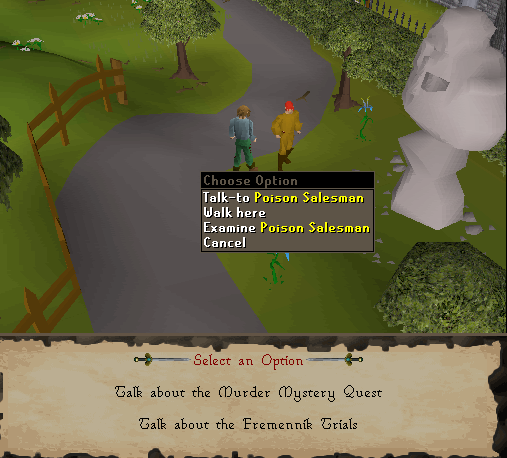 Choose Option
Talk-to Poison Salesman
Walk here
Examine Poison Salesman
Cancel
Select an Option
Talk about the Murder Mystery Quest
Talk about the Fremennik Trials